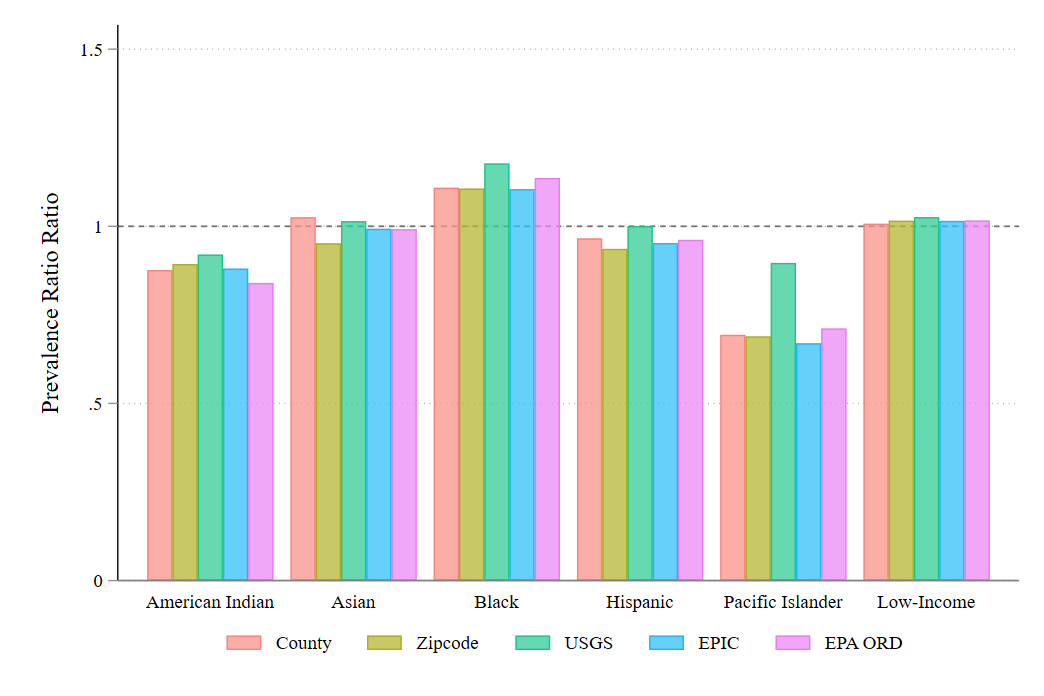 Prevalence Ratio Ratio
1.5
1
.5
0
American Indian Asian Black Hispanic Pacific Islander Low-Income
County Zipcode USGS EPIC EPA ORD